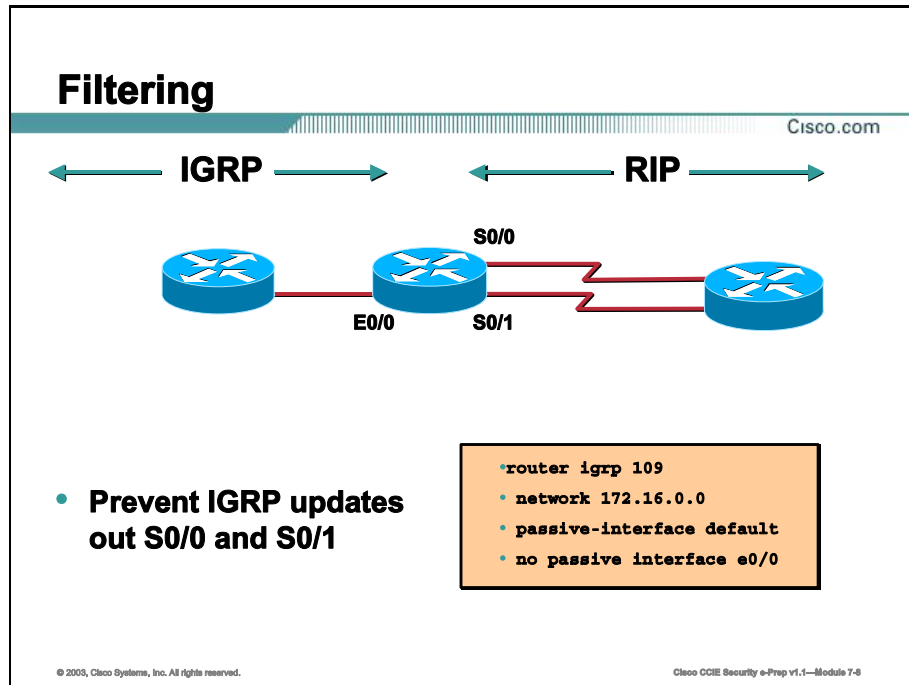 Filtering
Cisco.com
IGRP
RIP
S0/0
E0/0
S0/1
• Prevent IGRP updates
out S0/0 and S0/1
•router igrp 109
• network 172.16.0.0
• passive-interface default
• no passive interface e0/0
© 2003, Cisco Systems, Inc. All rights reserved.
Cisco CCIE Security e-Prep v1.1—Module 7-8